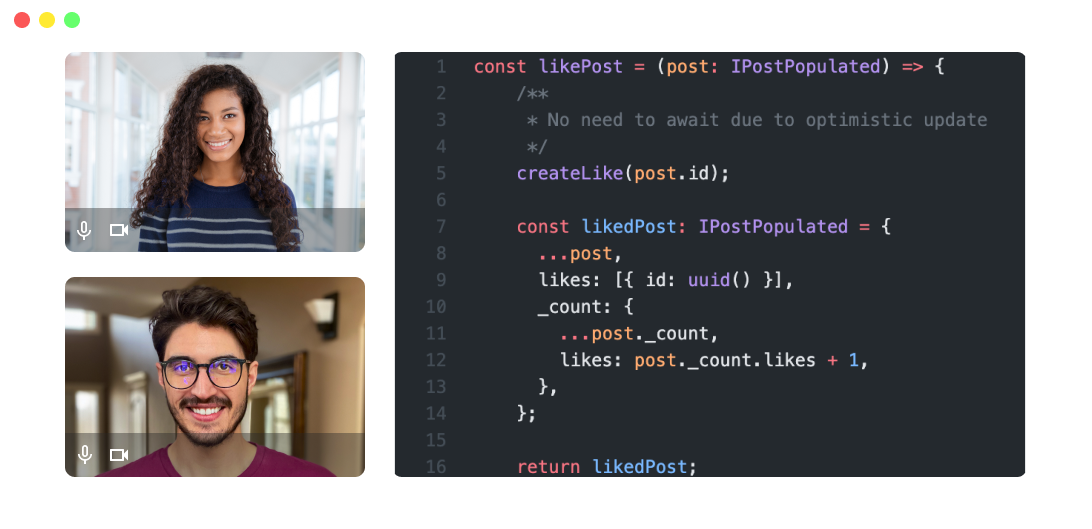 1 const likePost = (post: IPostPopulated) => {
2 /**
3 * No need to await due to optimistic update
4 */
5 createLike(post.id);
6
7 const likedPost: IPostPopulated = {
8 ...post,
9 likes: [{ id: uuid() }],
10 _count: {
11 ...post._count,
12 likes: post._count.likes + 1,
13 },
14 };
15
16 return likedPost;